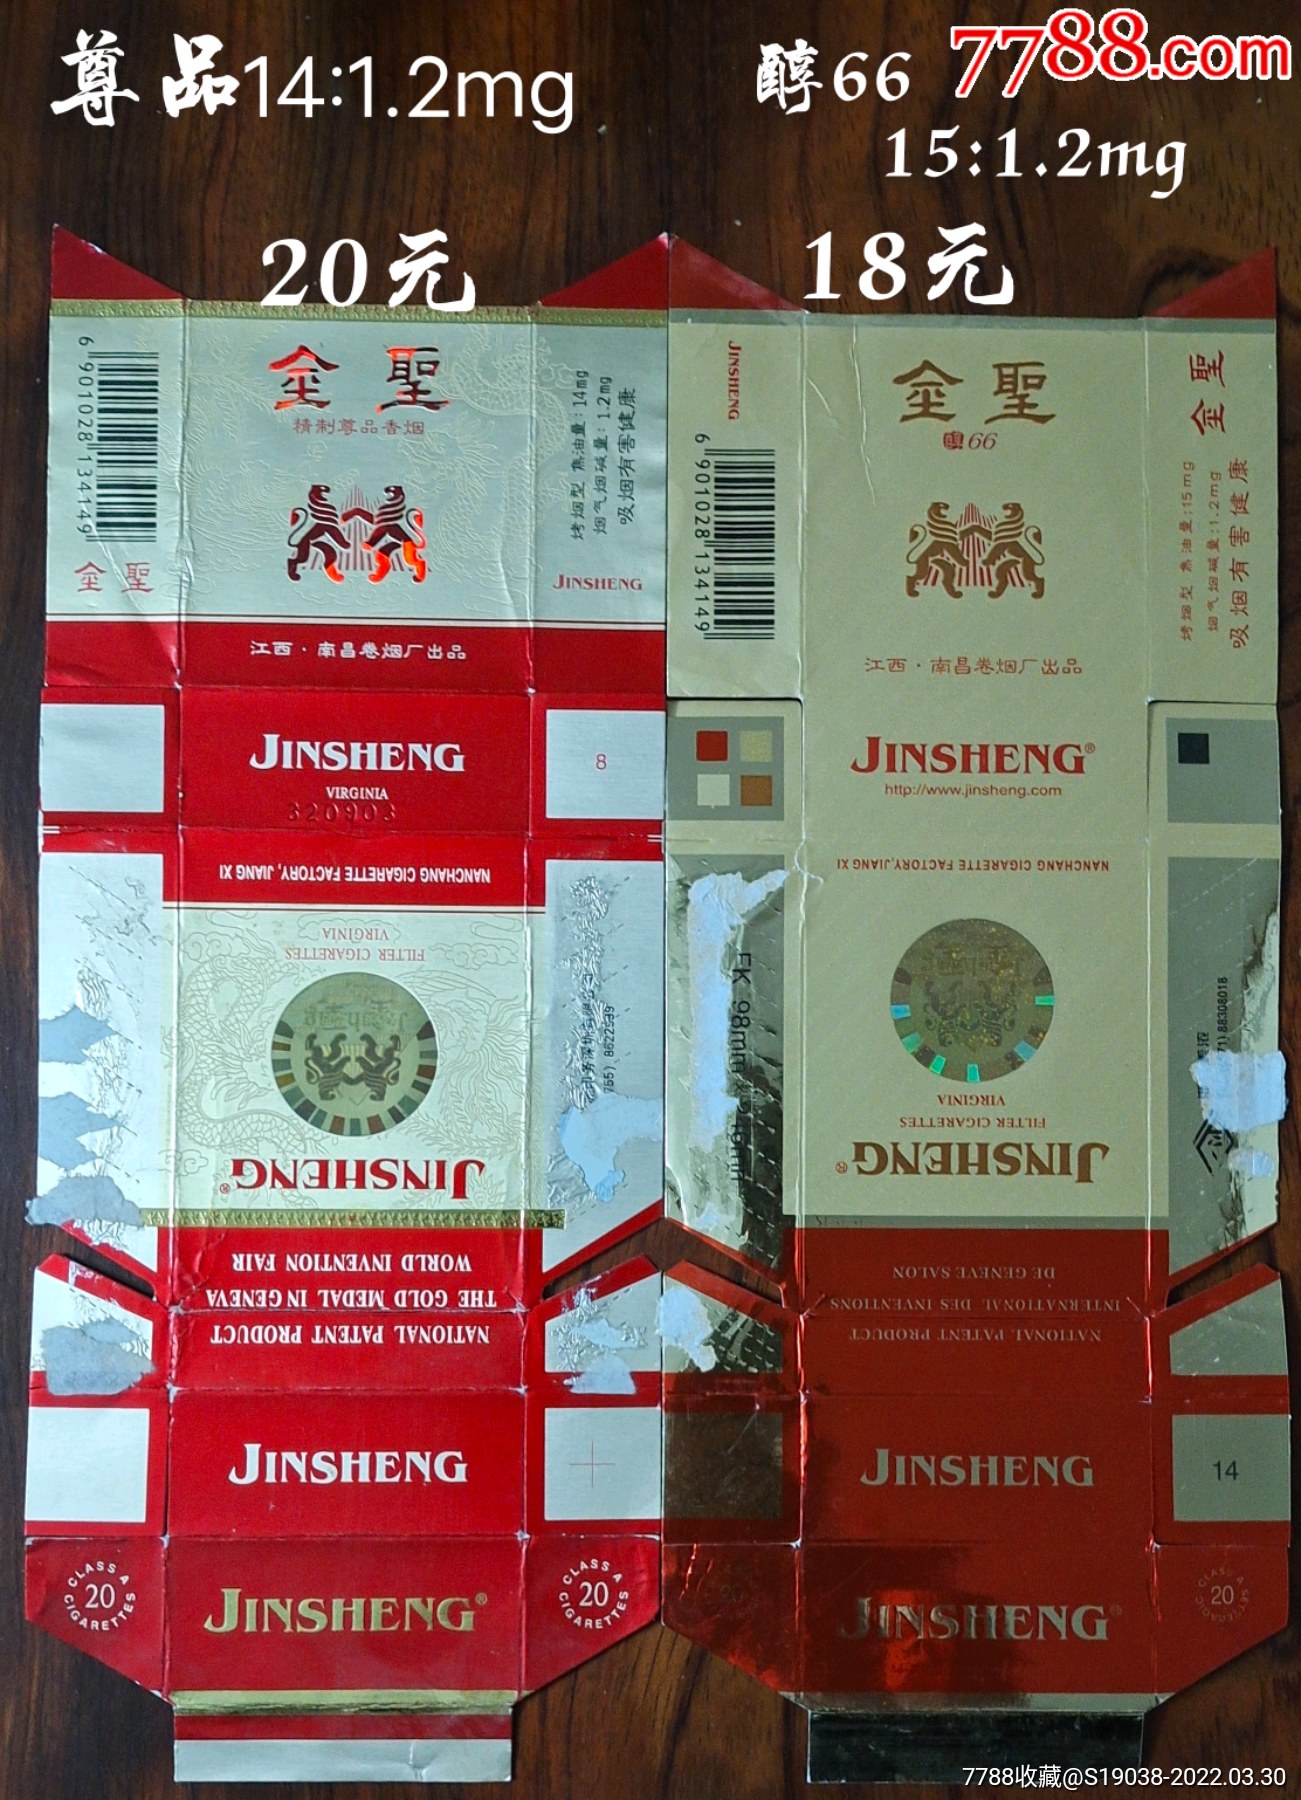 尊品14:1.2mg
醇66
7788.com
15:1.2mg
20元
18元
6 901028 134149
金聖
JINSHENG
金聖
精制尊品香烟
江西·南昌卷烟厂出品
烤烟型 焦油量:14mg
烟气烟碱量:1.2mg
吸烟有害健康
JINSHENG
VIRGINIA
320903
8
NANCHANG CIGARETTE FACTORY, JIANG XI
FILTER CIGARETTES
VIRGINIA
JINSHENG®
WORLD INVENTION FAIR
THE GOLD MEDAL IN GENEVA
NATIONAL PATENT PRODUCT
JINSHENG
CLASS A
20
CIGARETTES
JINSHENG®
CLASS A
20
CIGARETTES
JINSHENG
6 901028 134149
金聖
醇66
江西·南昌卷烟厂出品
金聖
烤烟型 焦油量:15mg
烟气烟碱量:1.2mg
吸烟有害健康
JINSHENG®
http://www.jinsheng.com
NANCHANG CIGARETTE FACTORY, JIANG XI
FK 98mm
88308018
VIRGINIA
FILTER CIGARETTES
JINSHENG®
DE GENEVE SALON
INTERNATIONAL DES INVENTIONS
NATIONAL PATENT PRODUCT
JINSHENG
14
20
JINSHENG®
20
7788收藏@S19038-2022.03.30